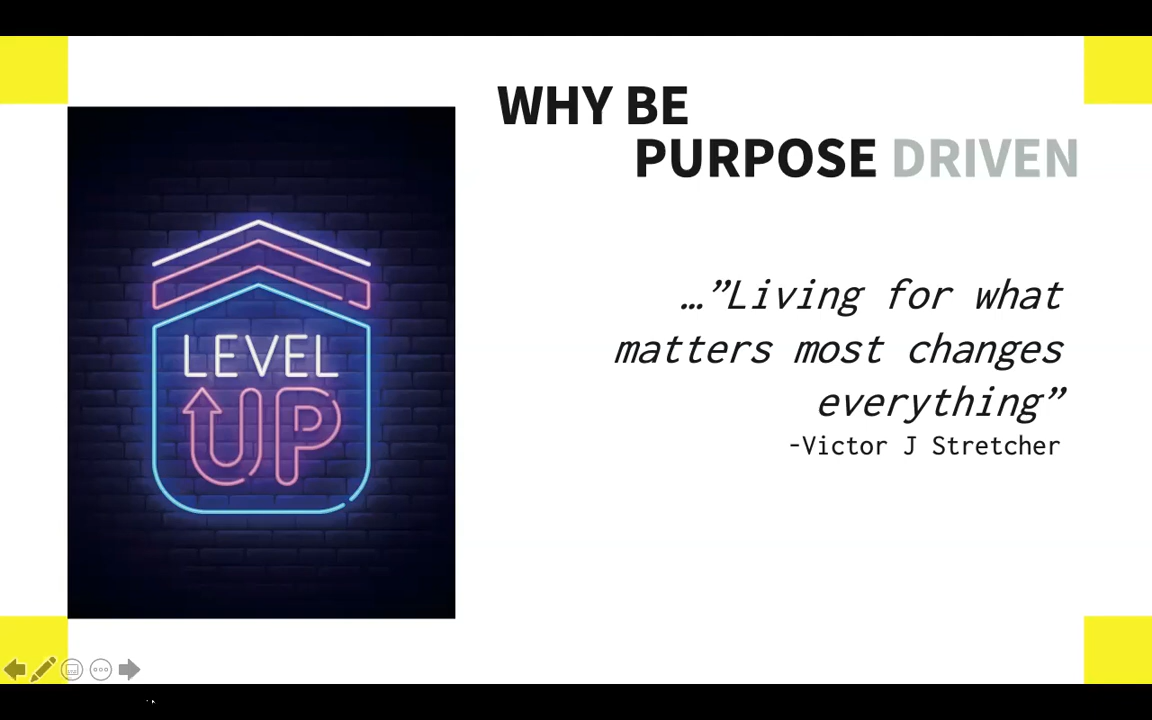 WHY BE
PURPOSE DRIVEN
LEVEL
UP
…”Living for what
matters most changes
everything”
-Victor J Stretcher